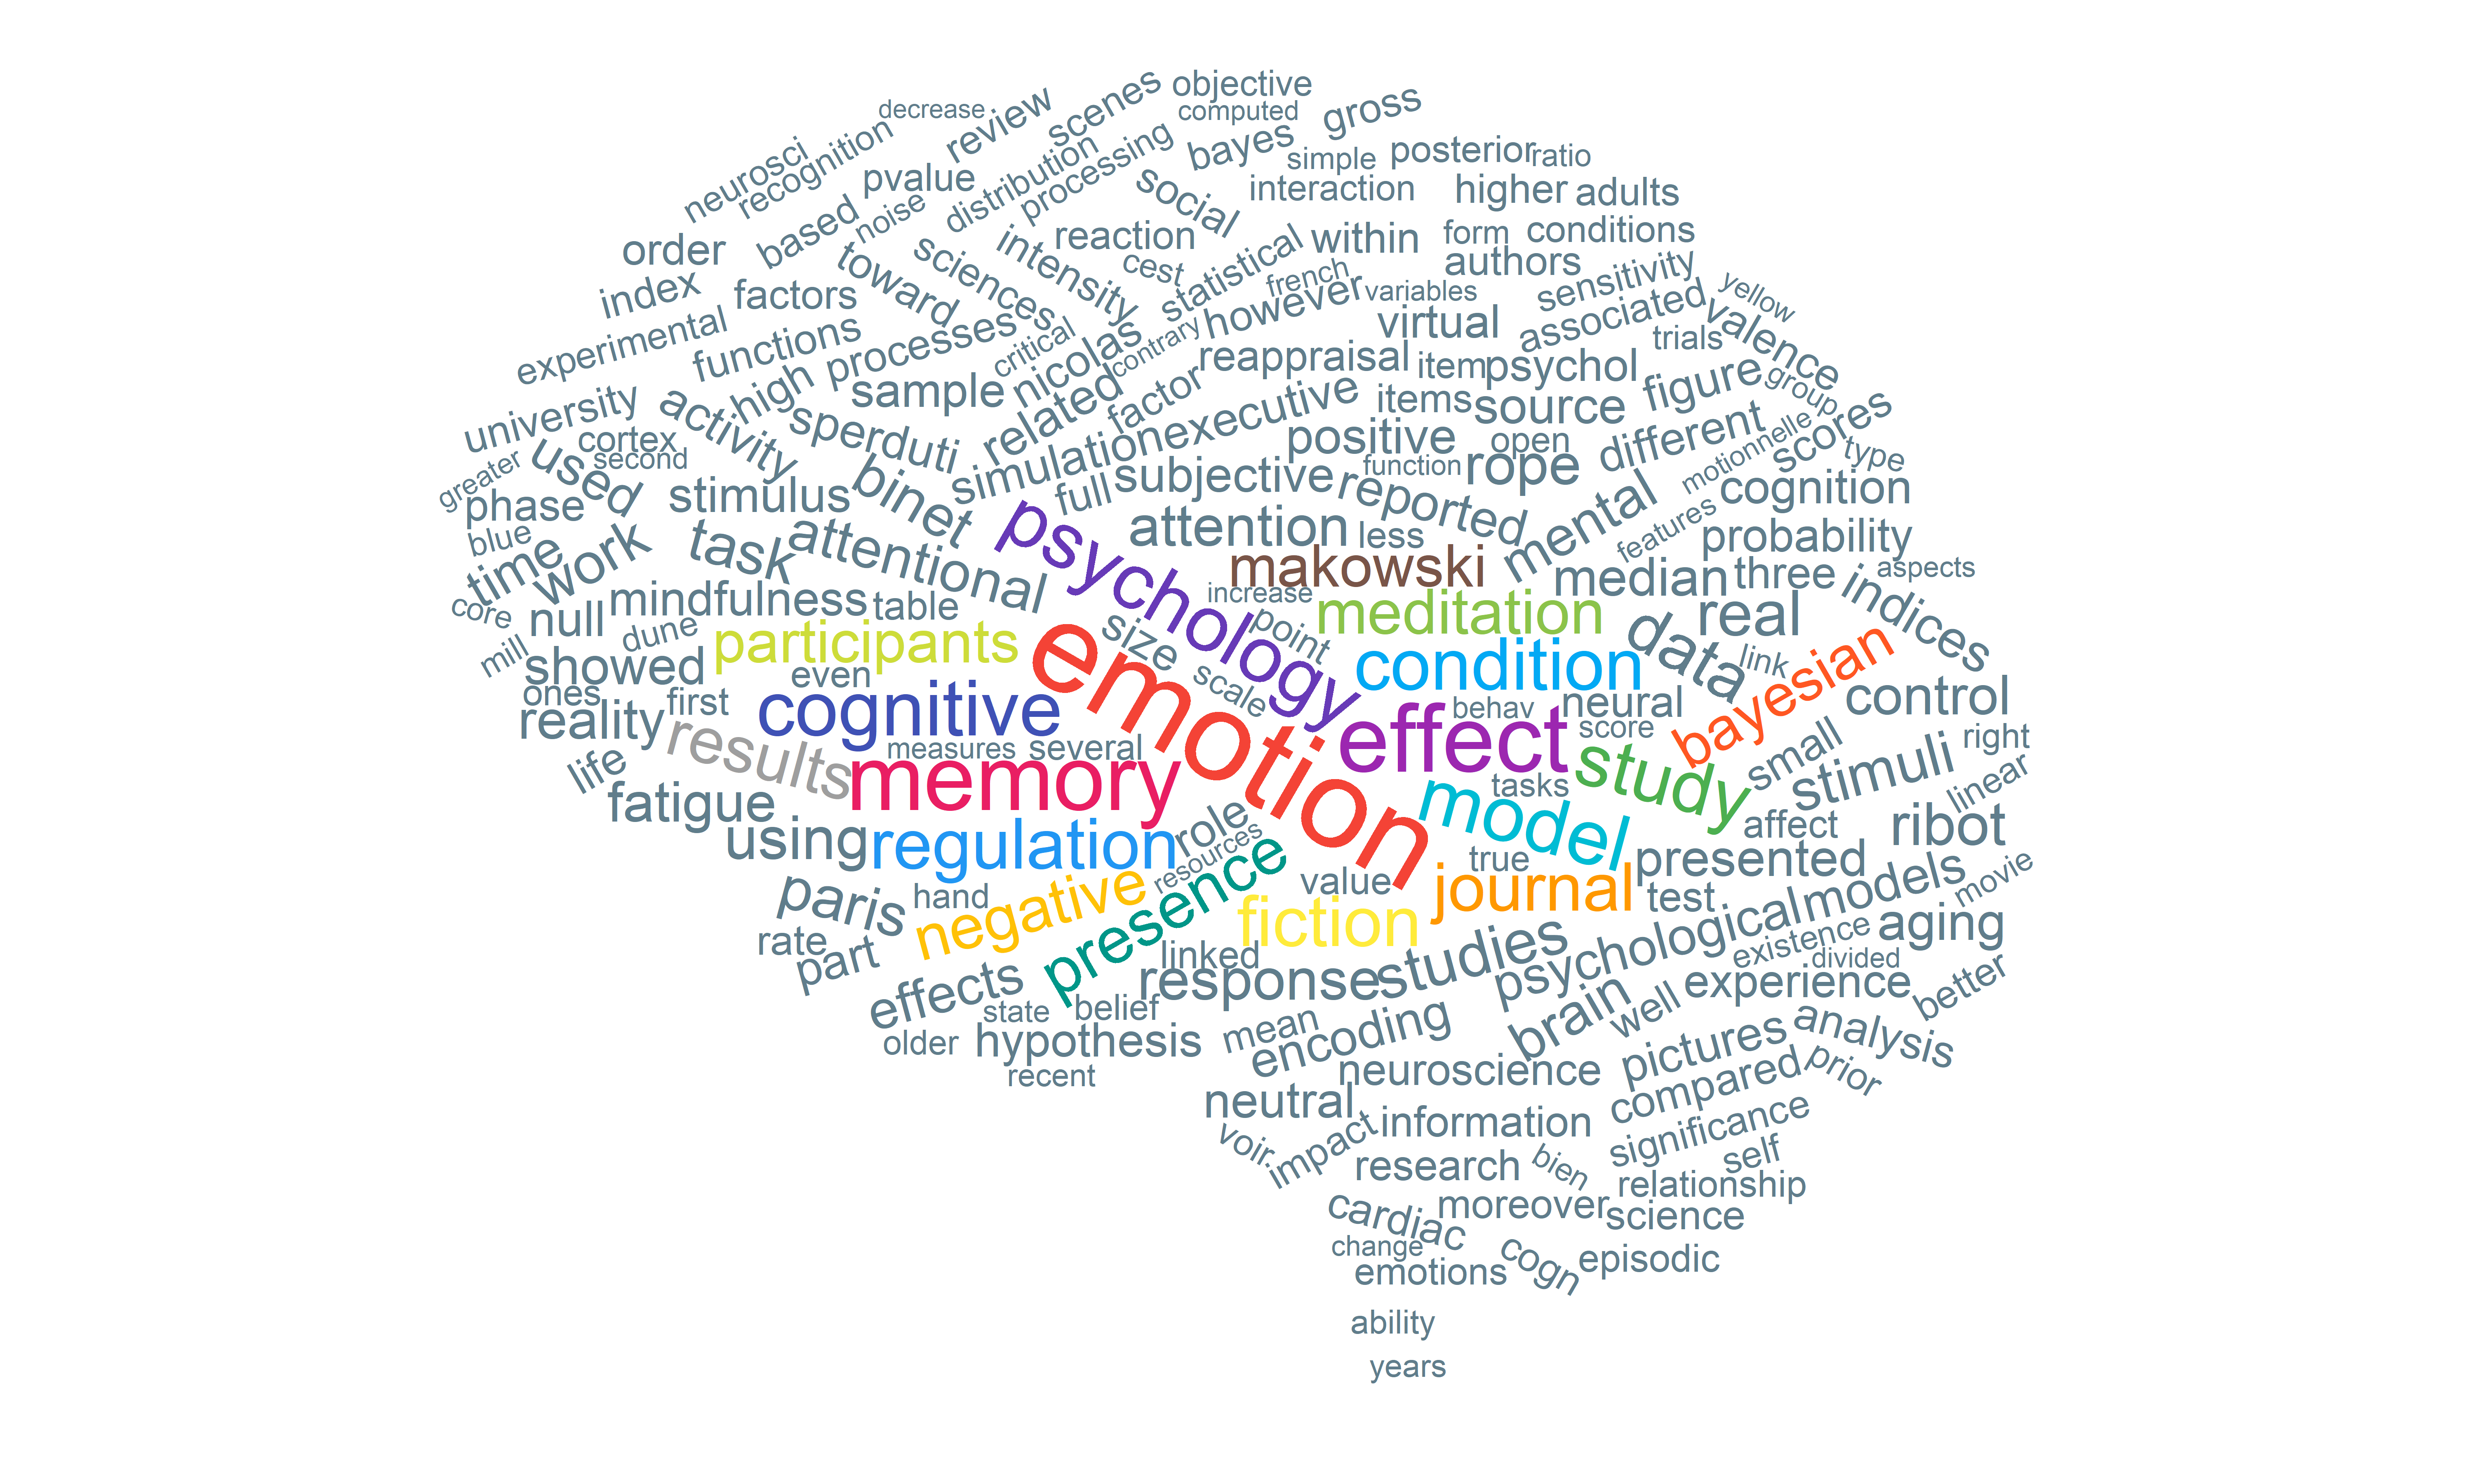 decrease
review
scenes
objective
computed
gross
neurosci
recognition
pvalue
distribution
processing
bayes
simple
posterior
ratio
social
interaction
higher
adults
order
based
noise
toward
sciences
intensity
reaction
cest
statistical
within
form
conditions
authors
french
sensitivity
index
factors
however
variables
virtual
associated
valence
yellow
experimental
functions
processes
critical
nicolas
contrary
reappraisal
item
psychol
trials
figure
group
university
activity
high
sample
related
factor
executive
items
source
scores
cortex
second
sperduti
simulation
positive
open
different
motionnelle
type
greater
used
phase
stimulus
binet
full
subjective
function
rope
reported
cognition
blue
time
work
task
attentional
psychology
attention
less
mental
features
probability
makowski
core
null
mindfulness
table
increase
median
three
aspects
indices
mill
dune
participants
size
point
meditation
real
data
link
showed
even
scale
condition
bayesian
ones
reality
first
cognitive
emotion
behav
neural
control
life
results
measures
several
effect
score
small
right
fatigue
memory
tasks
study
stimuli
linear
using
regulation
role
resources
model
affect
ribot
paris
hand
negative
presence
value
true
journal
presented
movie
rate
part
fiction
test
psychological
models
aging
linked
existence
divided
effects
state
belief
response
studies
experience
better
older
hypothesis
mean
encoding
brain
well
pictures
analysis
recent
neuroscience
compared
prior
neutral
information
significance
voir
impact
research
bien
self
relationship
cardiac
moreover
science
change
emotions
cogn
episodic
ability
years